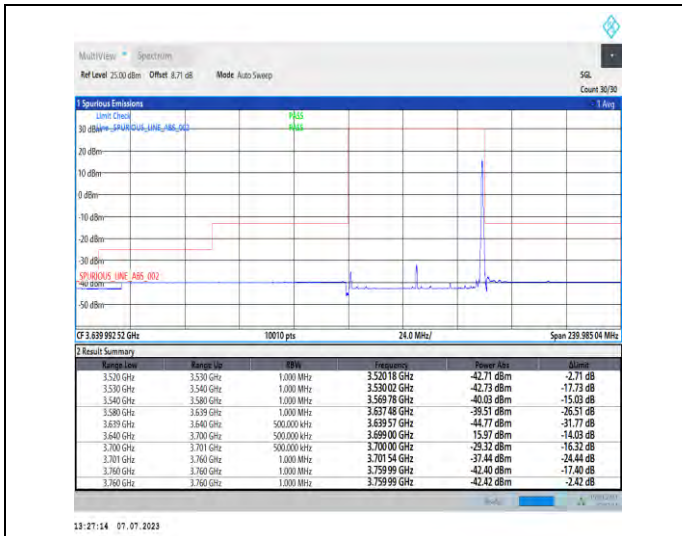 MultiView Spectrum
Ref Level 25.00 dBm Offset 8.71 dB Mode Auto Sweep SGL
Count 30/30
1 Spurious Emissions 1 Avg
Limit Check PASS
30 dBm Line _SPURIOUS_LINE_ABS_002 PASS
20 dBm
10 dBm
0 dBm
-10 dBm
-20 dBm
-30 dBm
SPURIOUS_LINE_ABS_002
-40 dBm
-50 dBm
CF 3.639 992 52 GHz 10010 pts 24.0 MHz/ Span 239.985 04 MHz
2 Result Summary
Range Low Range Up RBW Frequency Power Abs ΔLimit
3.520 GHz 3.530 GHz 1.000 MHz 3.520 18 GHz -42.71 dBm -2.71 dB
3.530 GHz 3.540 GHz 1.000 MHz 3.530 02 GHz -42.73 dBm -17.73 dB
3.540 GHz 3.580 GHz 1.000 MHz 3.569 78 GHz -40.03 dBm -15.03 dB
3.580 GHz 3.639 GHz 1.000 MHz 3.637 48 GHz -39.51 dBm -26.51 dB
3.639 GHz 3.640 GHz 500.000 kHz 3.639 57 GHz -44.77 dBm -31.77 dB
3.640 GHz 3.700 GHz 500.000 kHz 3.699 00 GHz 15.97 dBm -14.03 dB
3.700 GHz 3.701 GHz 500.000 kHz 3.700 00 GHz -29.32 dBm -16.32 dB
3.701 GHz 3.760 GHz 1.000 MHz 3.701 54 GHz -37.44 dBm -24.44 dB
3.760 GHz 3.760 GHz 1.000 MHz 3.759 99 GHz -42.40 dBm -17.40 dB
3.760 GHz 3.760 GHz 1.000 MHz 3.759 99 GHz -42.42 dBm -2.42 dB
Ready
13:27:14 07.07.2023